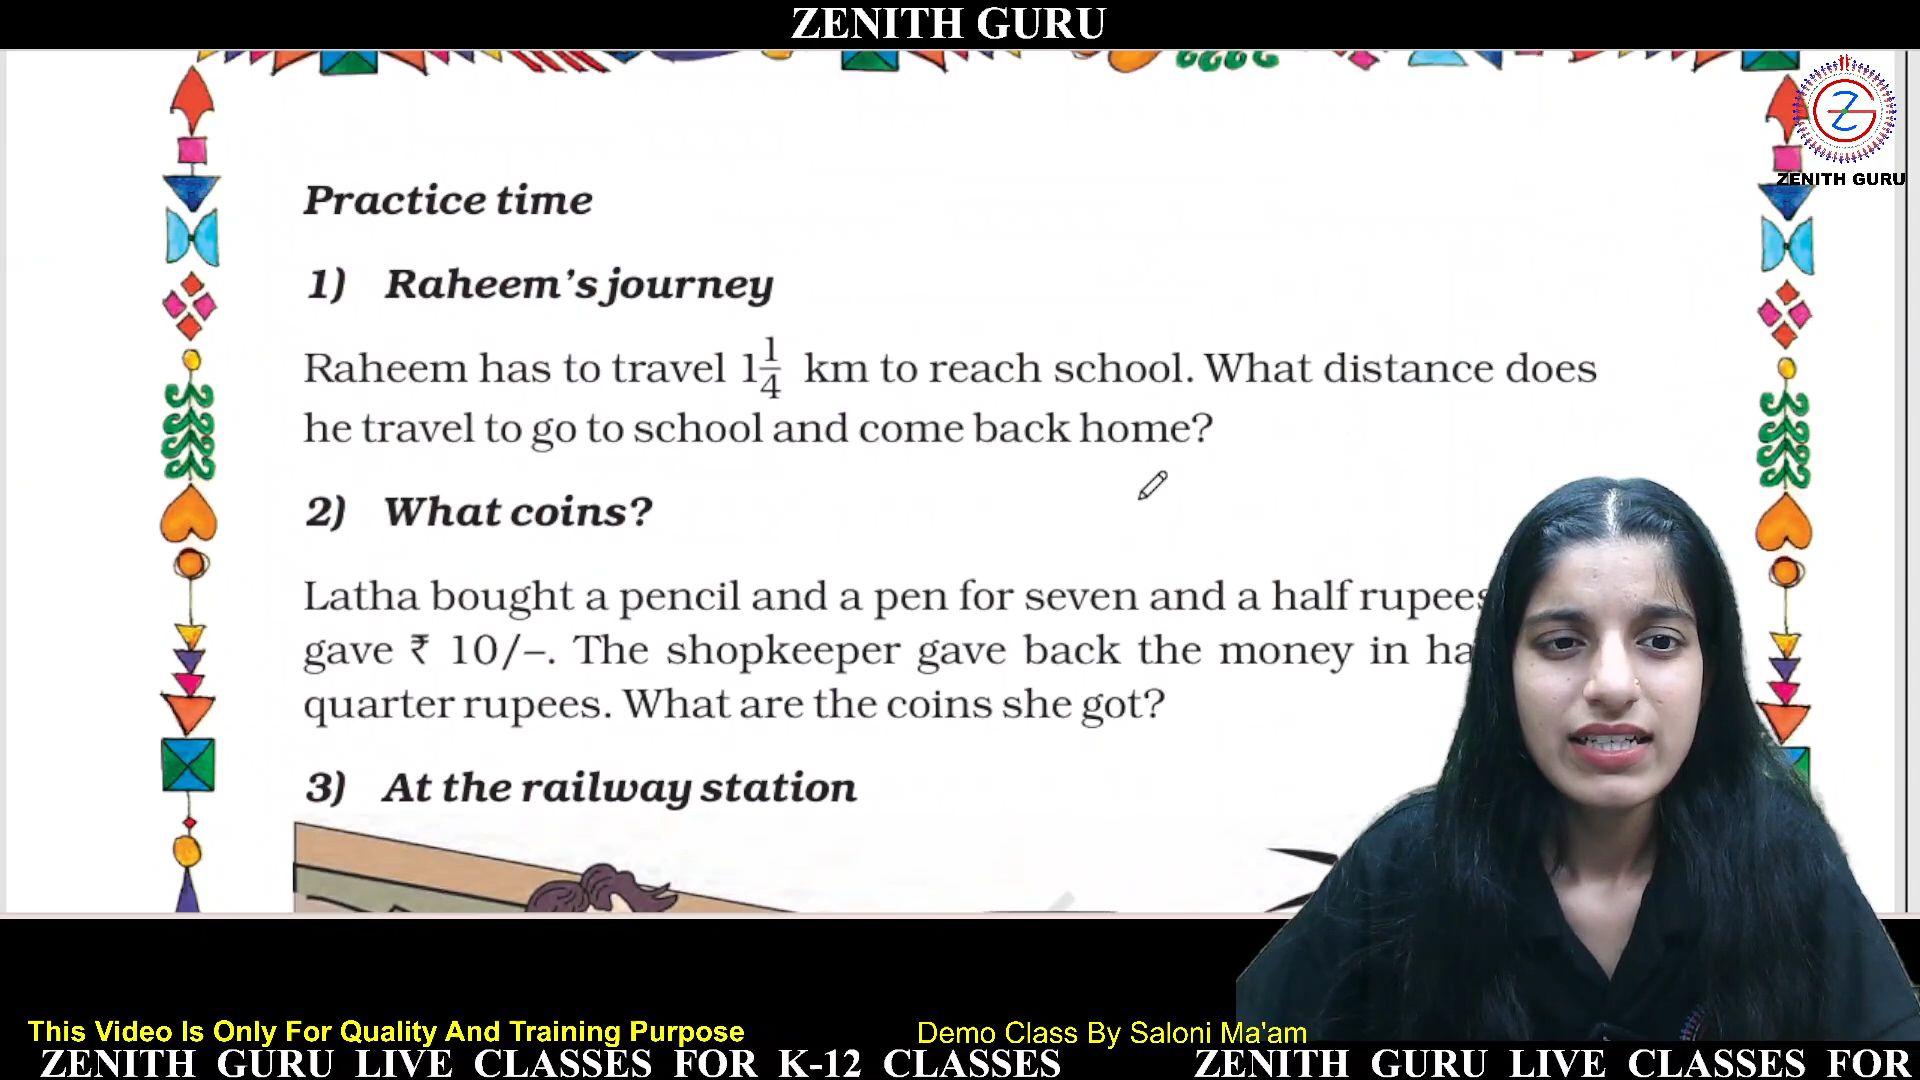 ZENITH GURU
ZENITH GURU
Practice time
1) Raheem's journey
Raheem has to travel 1 1/4 km to reach school. What distance does
he travel to go to school and come back home?
2) What coins?
Latha bought a pencil and a pen for seven and a half rupees
gave ₹ 10/–. The shopkeeper gave back the money in
quarter rupees. What are the coins she got?
3) At the railway station
This Video Is Only For Quality And Training Purpose
Demo Class By Saloni Ma'am
ZENITH GURU LIVE CLASSES FOR K-12 CLASSES
ZENITH GURU LIVE CLASSES FOR